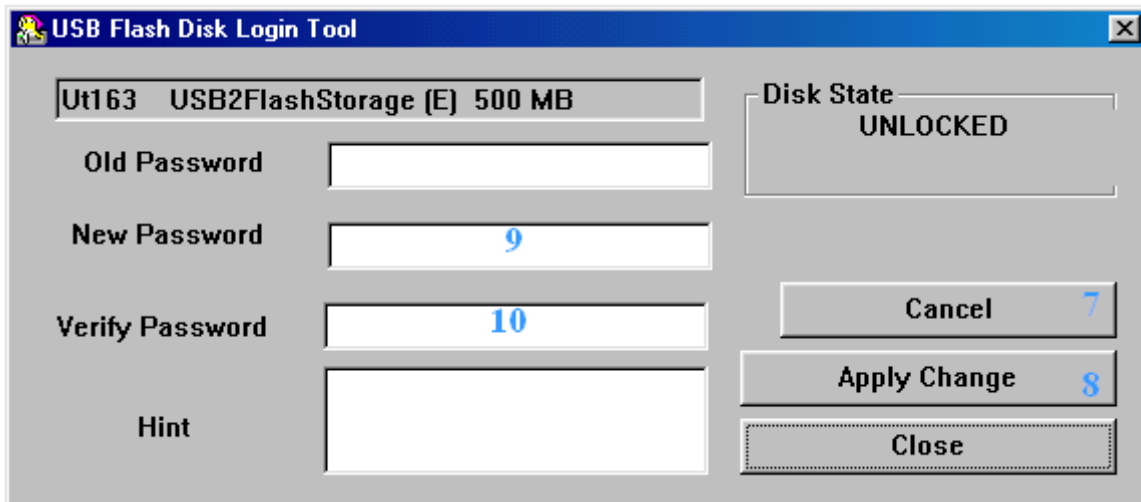 USB Flash Disk Login Tool
Ut163 USB2FlashStorage (E) 500 MB
Disk State
UNLOCKED
Old Password
New Password
9
Verify Password
10
Cancel 7
Apply Change 8
Hint
Close